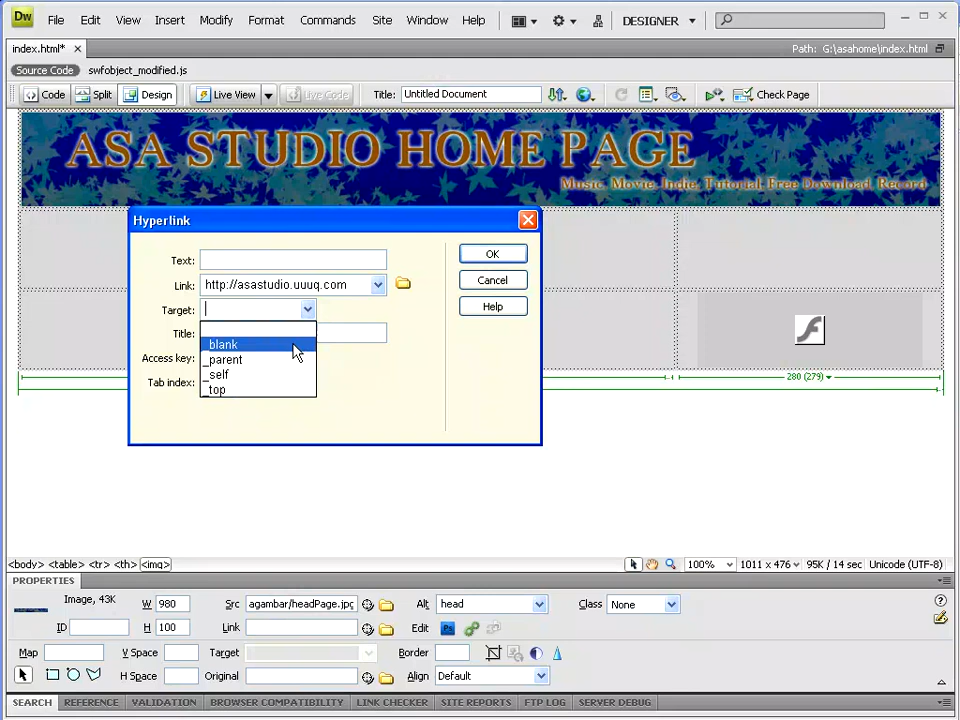 Dw File Edit View Insert Modify Format Commands Site Window Help DESIGNER
index.html* Path: G:\asahome\index.html
Source Code swfobject_modified.js
Code Split Design Live View Live Code Title: Untitled Document Check Page
ASA STUDIO HOME PAGE
Music, Movie, Indie, Tutorial, Free Download, Record
Hyperlink
Text: OK
Link: http://asastudio.uuuq.com Cancel
Target: Help
Title:
_blank
Access key: _parent
_self
Tab index: _top
280 (279)
<body> <table> <tr> <th> <img> 100% 1011 x 476 95K / 14 sec Unicode (UTF-8)
PROPERTIES
Image, 43K W 980 Src agambar/headPage.jpg Alt head Class None
ID H 100 Link Edit Ps
Map V Space Target Border
H Space Original Align Default
SEARCH REFERENCE VALIDATION BROWSER COMPATIBILITY LINK CHECKER SITE REPORTS FTP LOG SERVER DEBUG